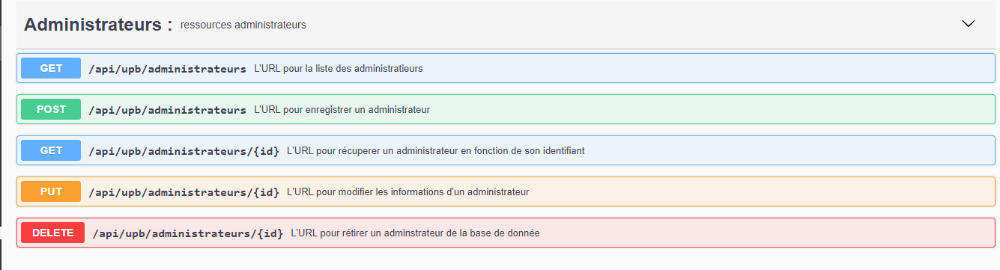 Administrateurs : ressources administrateurs
GET /api/upb/administrateurs L'URL pour la liste des administratieurs
POST /api/upb/administrateurs L'URL pour enregistrer un administrateur
GET /api/upb/administrateurs/{id} L'URL pour récuperer un administrateur en fonction de son identifiant
PUT /api/upb/administrateurs/{id} L'URL pour modifier les informations d'un administrateur
DELETE /api/upb/administrateurs/{id} L'URL pour rétirer un adminstrateur de la base de donnée